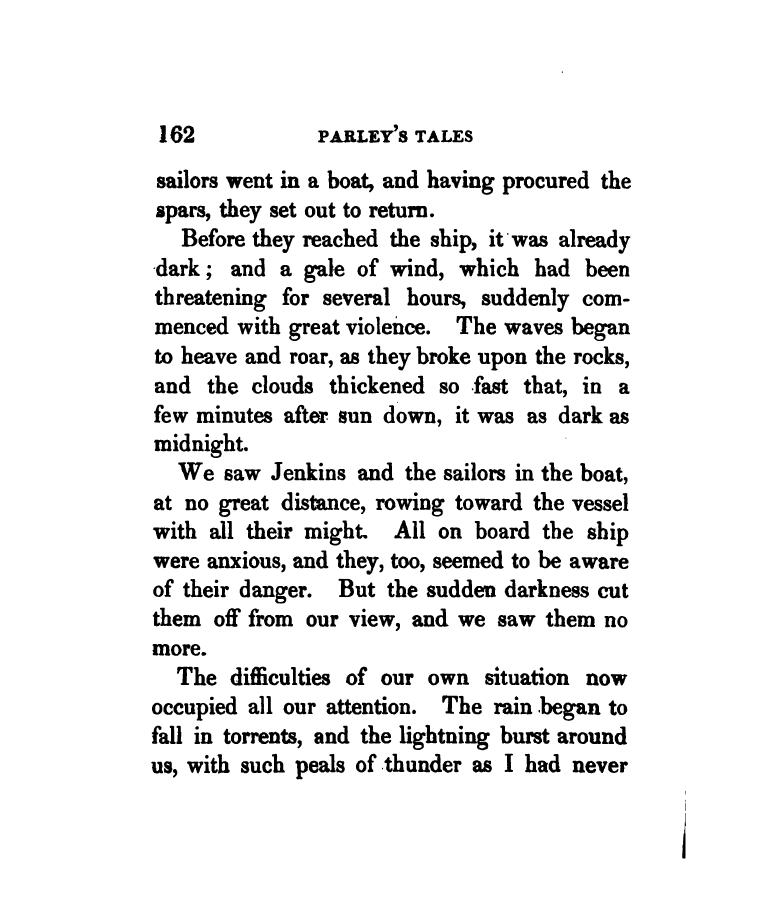 162 PARLEY'S TALES
sailors went in a boat, and having procured the
spars, they set out to return.
Before they reached the ship, it was already
dark; and a gale of wind, which had been
threatening for several hours, suddenly com-
menced with great violence. The waves began
to heave and roar, as they broke upon the rocks,
and the clouds thickened so fast that, in a
few minutes after sun down, it was as dark as
midnight.
We saw Jenkins and the sailors in the boat,
at no great distance, rowing toward the vessel
with all their might. All on board the ship
were anxious, and they, too, seemed to be aware
of their danger. But the sudden darkness cut
them off from our view, and we saw them no
more.
The difficulties of our own situation now
occupied all our attention. The rain began to
fall in torrents, and the lightning burst around
us, with such peals of thunder as I had never